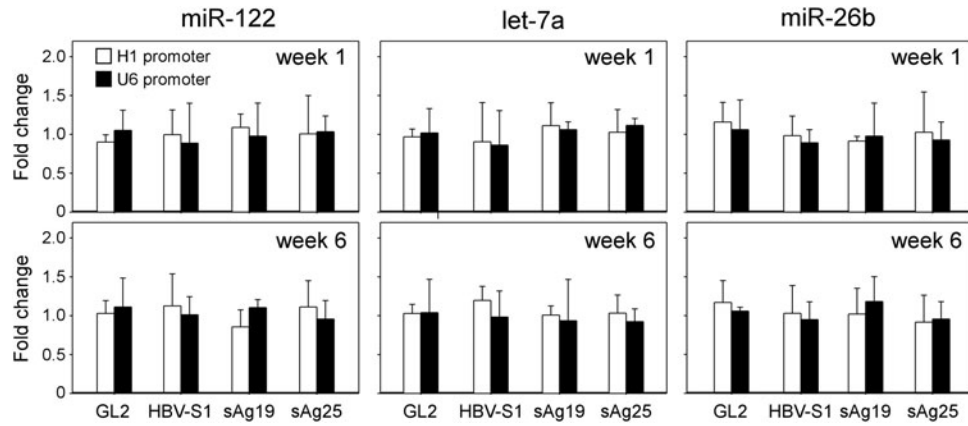 miR-122 let-7a miR-26b
Fold change
2.0
1.5
1.0
0.5
0
H1 promoter
U6 promoter
week 1
week 1
week 1
Fold change
2.0
1.5
1.0
0.5
0
week 6
week 6
week 6
GL2 HBV-S1 sAg19 sAg25
GL2 HBV-S1 sAg19 sAg25
GL2 HBV-S1 sAg19 sAg25